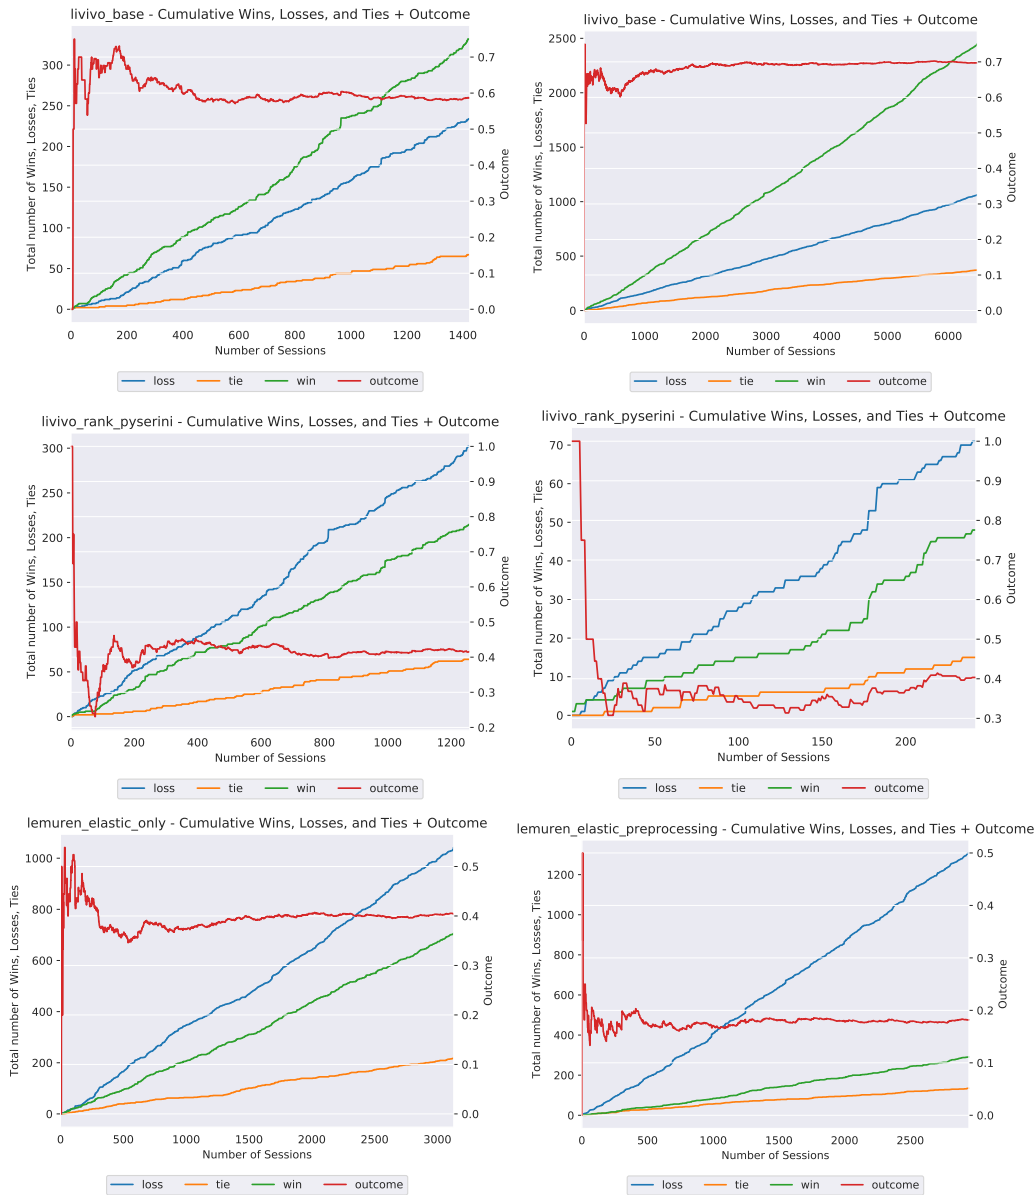 livivo_base - Cumulative Wins, Losses, and Ties + Outcome
Total number of Wins, Losses, Ties
300
250
200
150
100
50
0
0.7
0.6
0.5
0.4
0.3
0.2
0.1
0.0
Outcome
0 200 400 600 800 1000 1200 1400
Number of Sessions
loss tie win outcome
livivo_base - Cumulative Wins, Losses, and Ties + Outcome
Total number of Wins, Losses, Ties
2500
2000
1500
1000
500
0
0.7
0.6
0.5
0.4
0.3
0.2
0.1
0.0
Outcome
0 1000 2000 3000 4000 5000 6000
Number of Sessions
loss tie win outcome
livivo_rank_pyserini - Cumulative Wins, Losses, and Ties + Outcome
Total number of Wins, Losses, Ties
300
250
200
150
100
50
0
1.0
0.9
0.8
0.7
0.6
0.5
0.4
0.3
0.2
Outcome
0 200 400 600 800 1000 1200
Number of Sessions
loss tie win outcome
livivo_rank_pyserini - Cumulative Wins, Losses, and Ties + Outcome
Total number of Wins, Losses, Ties
70
60
50
40
30
20
10
0
1.0
0.9
0.8
0.7
0.6
0.5
0.4
0.3
Outcome
0 50 100 150 200
Number of Sessions
loss tie win outcome
lemuren_elastic_only - Cumulative Wins, Losses, and Ties + Outcome
Total number of Wins, Losses, Ties
1000
800
600
400
200
0
0.5
0.4
0.3
0.2
0.1
0.0
Outcome
0 500 1000 1500 2000 2500 3000
Number of Sessions
loss tie win outcome
lemuren_elastic_preprocessing - Cumulative Wins, Losses, and Ties + Outcome
Total number of Wins, Losses, Ties
1200
1000
800
600
400
200
0
0.5
0.4
0.3
0.2
0.1
0.0
Outcome
0 500 1000 1500 2000 2500
Number of Sessions
loss tie win outcome